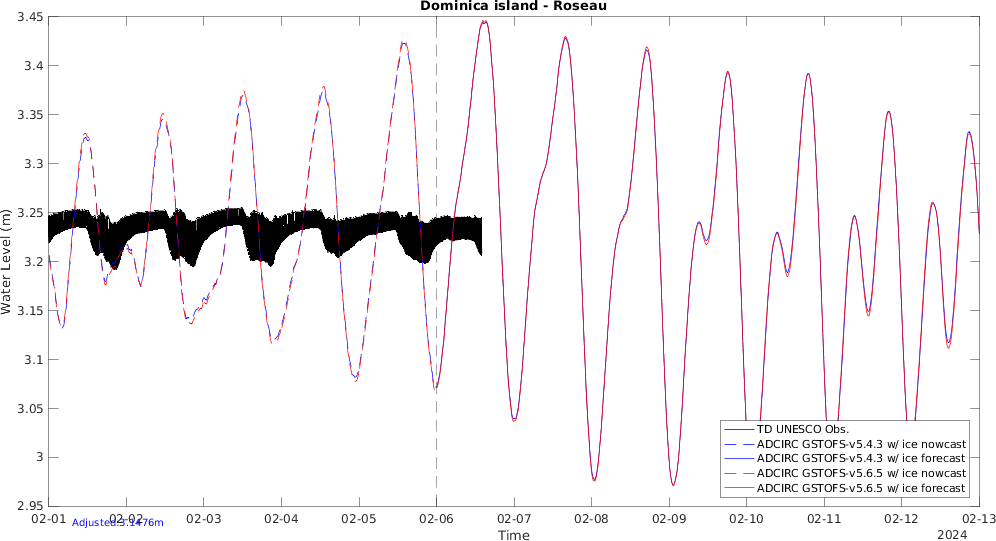 Dominica island - Roseau
3.45
3.4
3.35
3.3
3.25
3.2
3.15
3.1
3.05
3
2.95
Water Level (m)
TD UNESCO Obs.
ADCIRC GSTOFS-v5.4.3 w/ ice nowcast
ADCIRC GSTOFS-v5.4.3 w/ ice forecast
ADCIRC GSTOFS-v5.6.5 w/ ice nowcast
ADCIRC GSTOFS-v5.6.5 w/ ice forecast
02-01 02-02 02-03 02-04 02-05 02-06 02-07 02-08 02-09 02-10 02-11 02-12 02-13
Adjusted:3.1476m
Time
2024